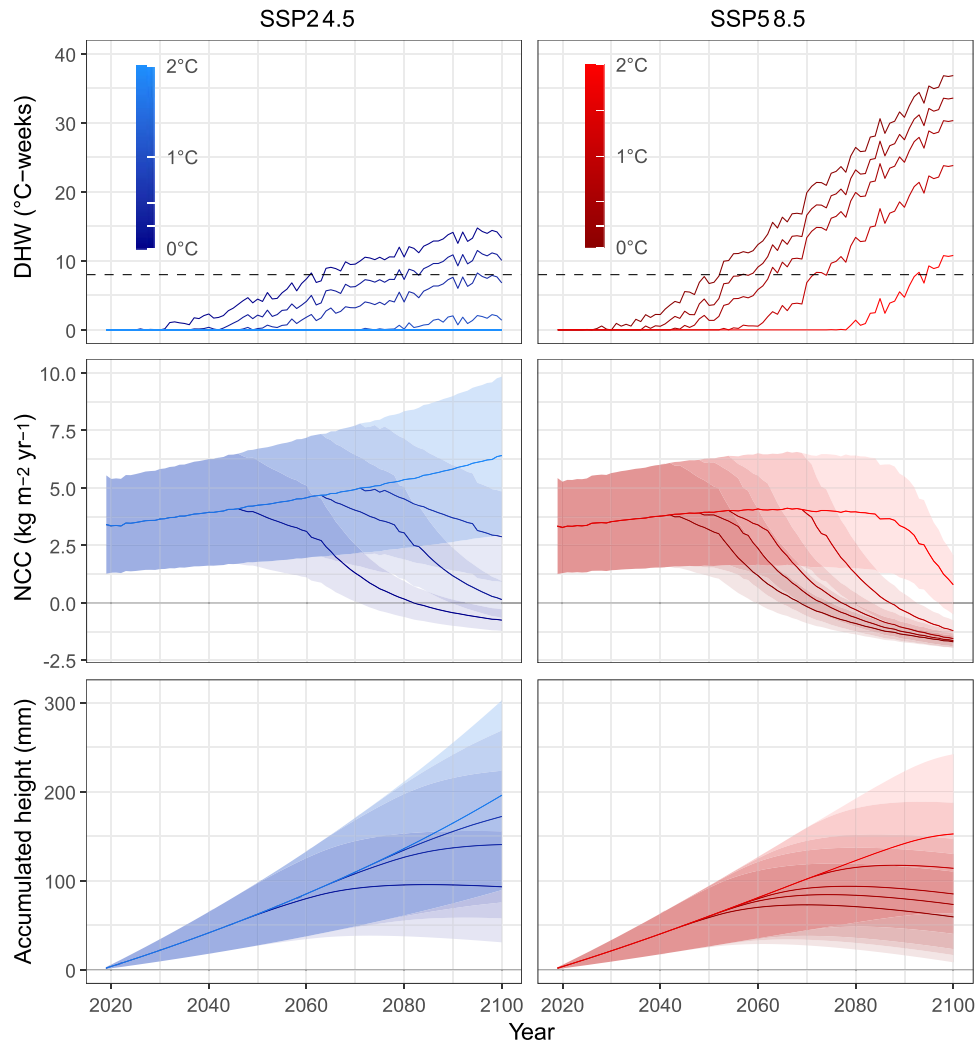 SSP2 4.5 SSP5 8.5
DHW (°C−weeks)
40
30
20
10
0
2°C
1°C
0°C
2°C
1°C
0°C
NCC (kg m−2 yr−1)
10.0
7.5
5.0
2.5
0.0
-2.5
Accumulated height (mm)
300
200
100
0
2020 2040 2060 2080 2100 2020 2040 2060 2080 2100
Year